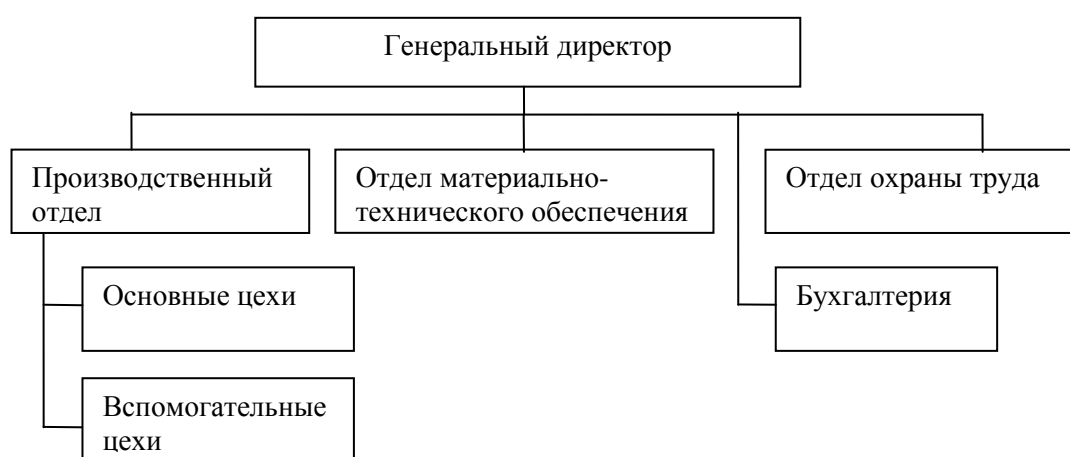 Генеральный директор
Производственный
отдел
Отдел материально-
технического обеспечения
Отдел охраны труда
Основные цехи
Бухгалтерия
Вспомогательные
цехи